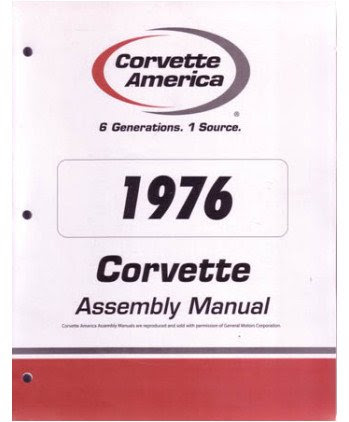 Corvette
America
®
6 Generations. 1 Source.
1976
Corvette
Assembly Manual
Corvette America Assembly Manuals are reproduced and sold with permission of General Motors Corporation.